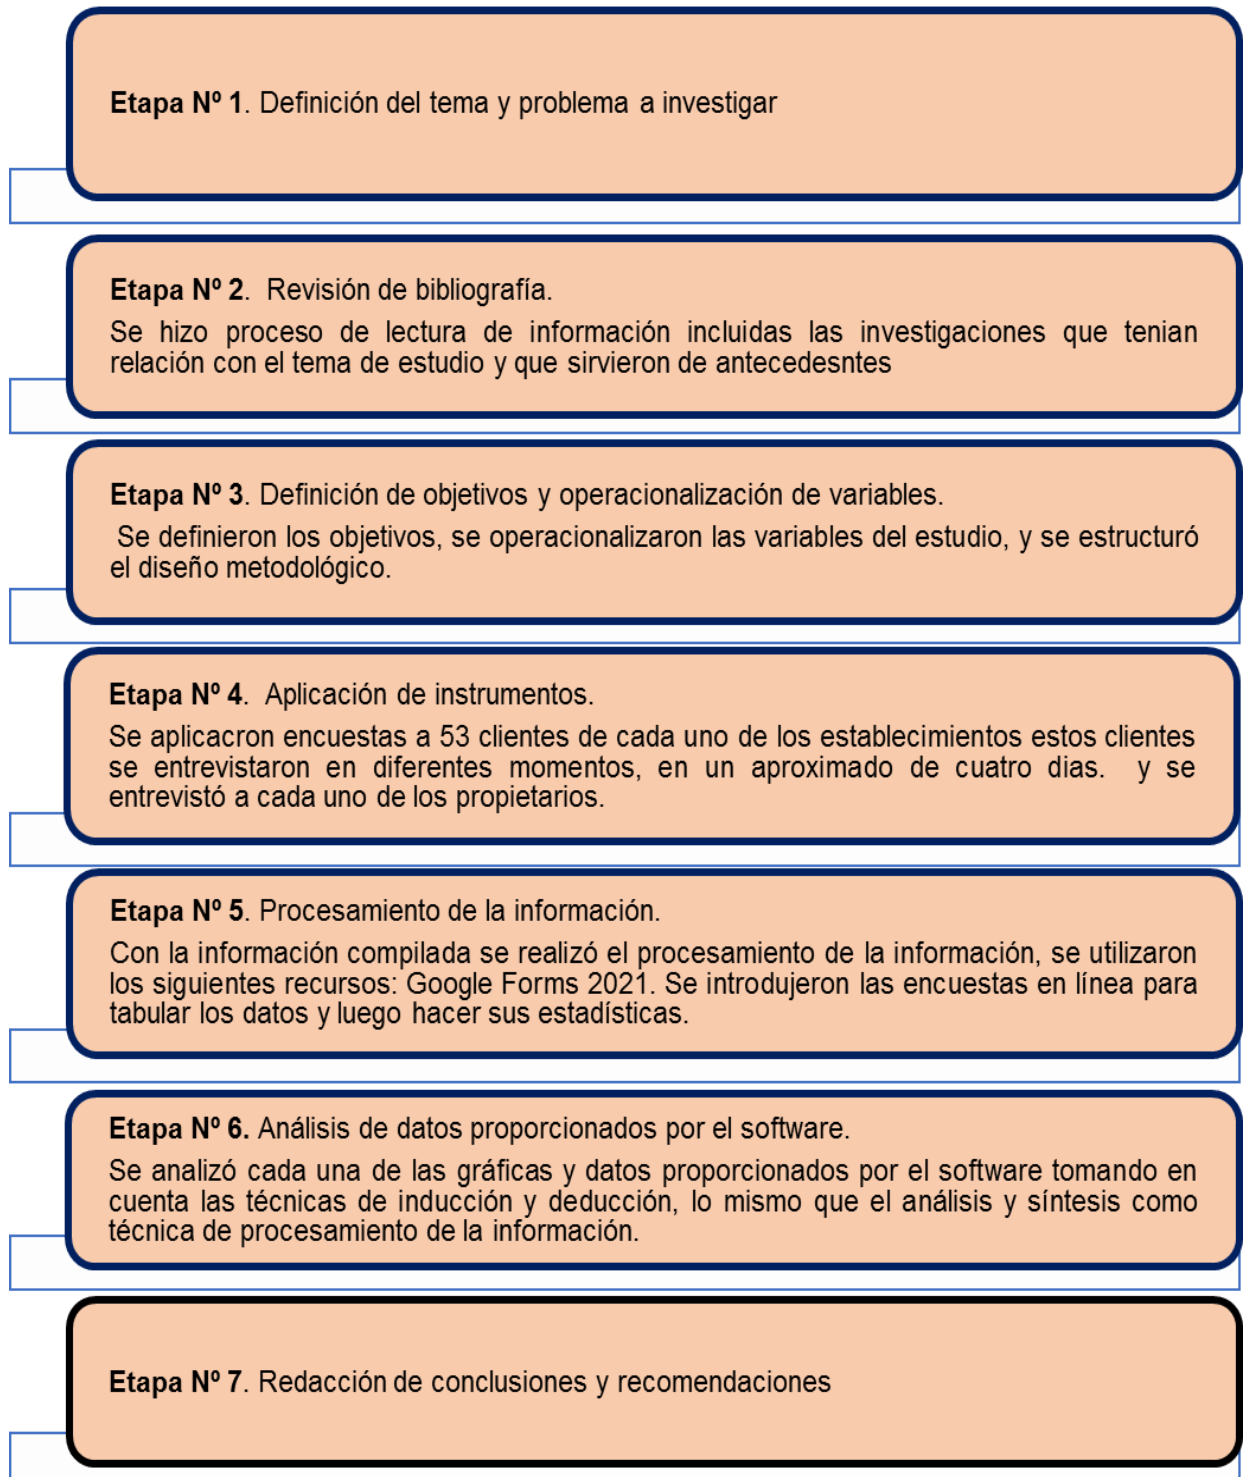 Etapa Nº 1. Definición del tema y problema a investigar
Etapa Nº 2.  Revisión de bibliografía.
Se hizo proceso de lectura de información incluidas las investigaciones que tenian
relación con el tema de estudio y que sirvieron de antecedesntes
Etapa Nº 3. Definición de objetivos y operacionalización de variables.
Se definieron los objetivos, se operacionalizaron las variables del estudio, y se estructuró
el diseño metodológico.
Etapa Nº 4.  Aplicación de instrumentos.
Se aplicacron encuestas a 53 clientes de cada uno de los establecimientos estos clientes
se entrevistaron en diferentes momentos, en un aproximado de cuatro dias.  y se
entrevistó a cada uno de los propietarios.
Etapa Nº 5. Procesamiento de la información.
Con la información compilada se realizó el procesamiento de la información, se utilizaron
los siguientes recursos: Google Forms 2021. Se introdujeron las encuestas en línea para
tabular los datos y luego hacer sus estadísticas.
Etapa Nº 6. Análisis de datos proporcionados por el software.
Se analizó cada una de las gráficas y datos proporcionados por el software tomando en
cuenta las técnicas de inducción y deducción, lo mismo que el análisis y síntesis como
técnica de procesamiento de la información.
Etapa Nº 7. Redacción de conclusiones y recomendaciones